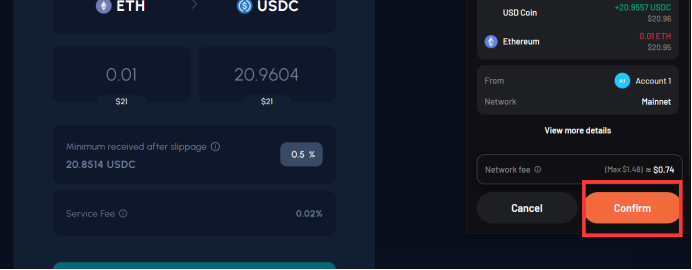 ETH
USDC
0.01
20.9604
$21
$21
Minimum received after slippage
20.8514 USDC
0.5 %
Service Fee
0.02%
USD Coin
+20.9557 USDC
$20.96
Ethereum
0.01 ETH
$20.95
From
A1
Account 1
Network
Mainnet
View more details
Network fee
(Max $1.48) ≈ $0.74
Cancel
Confirm